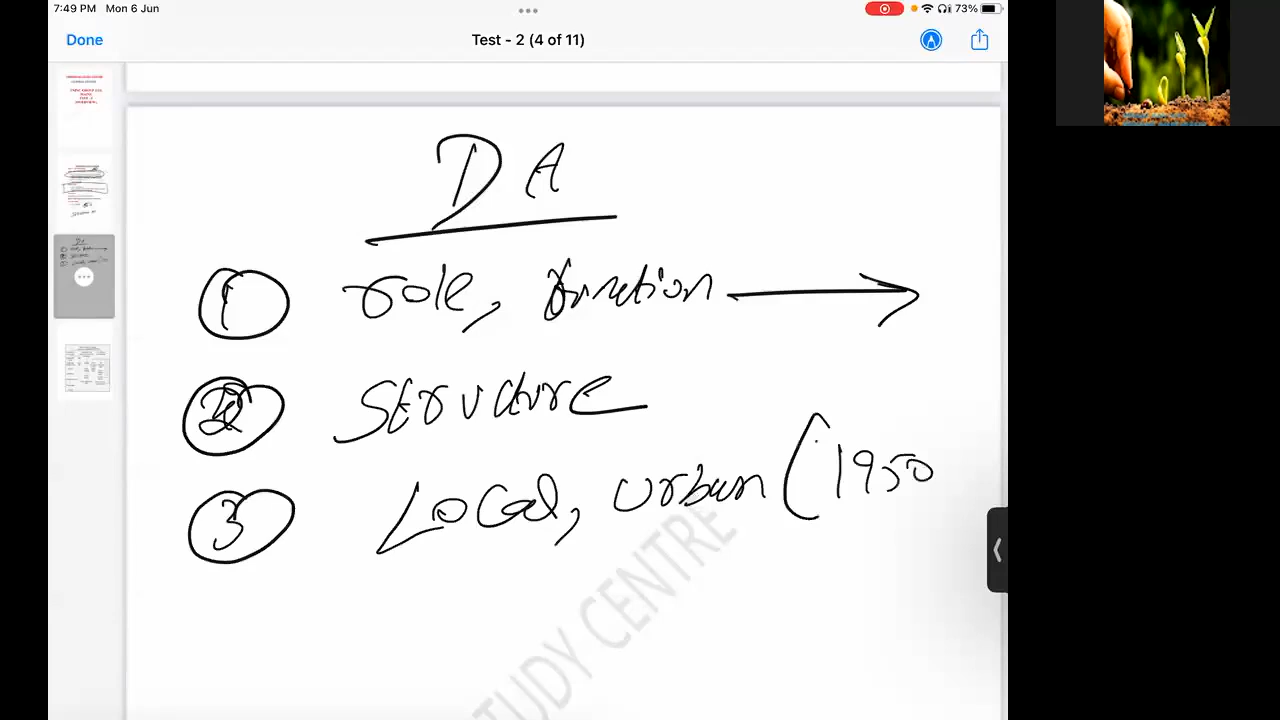 7:49 PM Mon 6 Jun
73%
Done
Test - 2 (4 of 11)
DA
1 role, function
2 Structure
3 Local, urban (1950
STUDY CENTRE